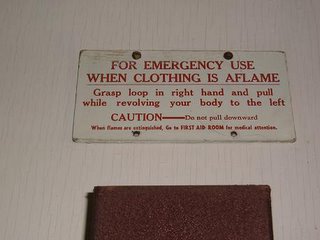 FOR EMERGENCY USE
WHEN CLOTHING IS AFLAME
Grasp loop in right hand and pull
while revolving your body to the left
CAUTION—Do not pull downward
When flames are extinguished, Go to FIRST AID ROOM for medical attention.